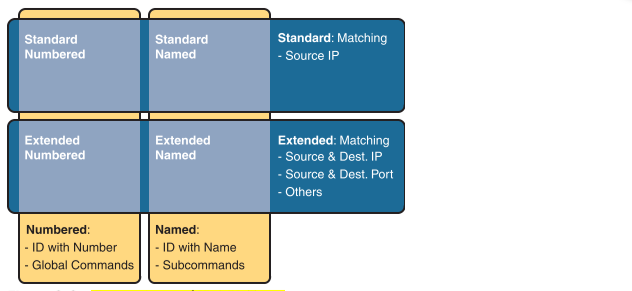 Standard
Numbered
Standard
Named
Standard: Matching
- Source IP
Extended
Numbered
Extended
Named
Extended: Matching
- Source & Dest. IP
- Source & Dest. Port
- Others
Numbered:
- ID with Number
- Global Commands
Named:
- ID with Name
- Subcommands